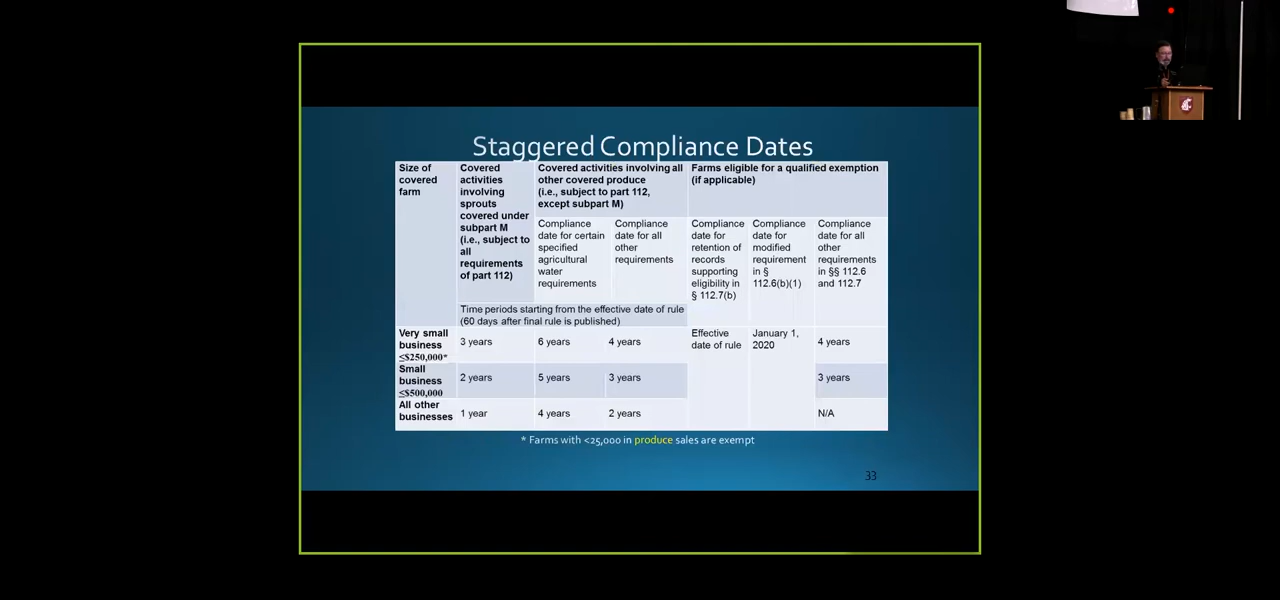 Staggered Compliance Dates
Size of
covered
farm
Covered
activities
involving
sprouts
covered under
subpart M
(i.e., subject to
all
requirements
of part 112)
Covered activities involving all
other covered produce
(i.e., subject to part 112,
except subpart M)
Farms eligible for a qualified exemption
(if applicable)
Compliance
date for certain
specified
agricultural
water
requirements
Compliance
date for all
other
requirements
Compliance
date for
retention of
records
supporting
eligibility in
§ 112.7(b)
Compliance
date for
modified
requirement
in §
112.6(b)(1)
Compliance
date for all
other
requirements
in §§ 112.6
and 112.7
Time periods starting from the effective date of rule
(60 days after final rule is published)
Very small
business
≤$250,000*
3 years
6 years
4 years
Effective
date of rule
January 1,
2020
4 years
Small
business
≤$500,000
2 years
5 years
3 years
3 years
All other
businesses
1 year
4 years
2 years
N/A
* Farms with <25,000 in produce sales are exempt
33